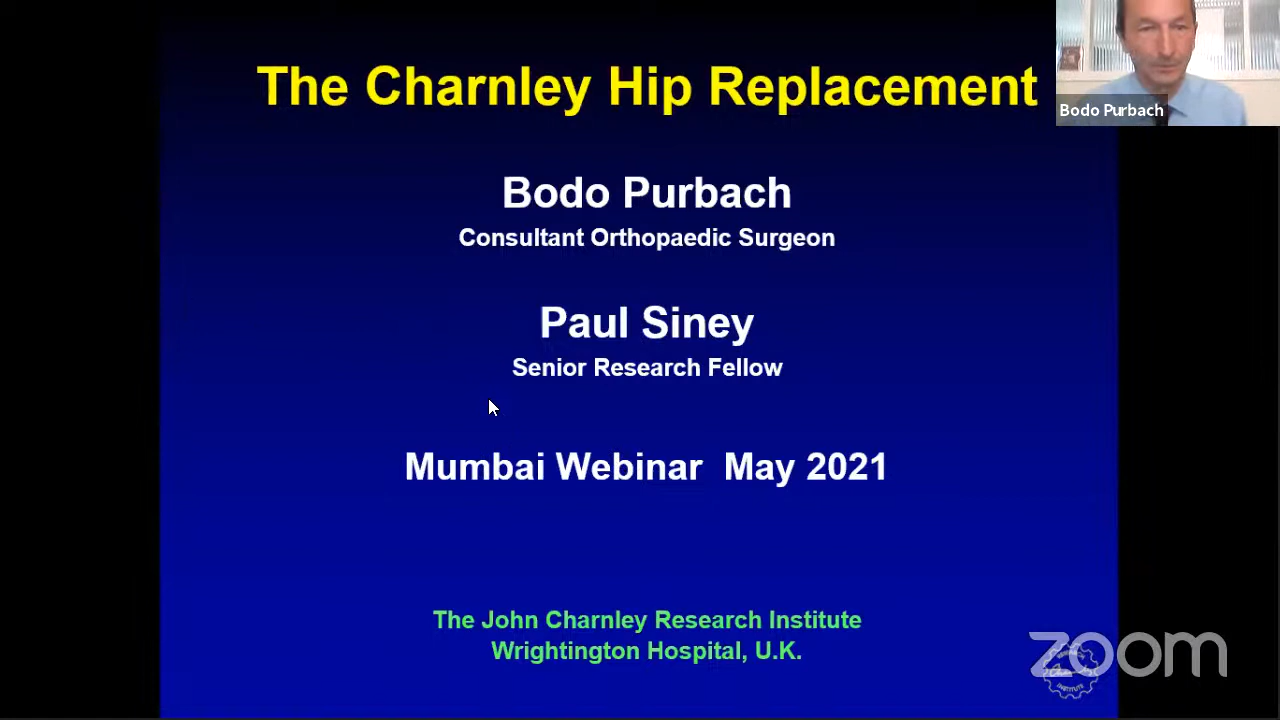 The Charnley Hip Replacement
Bodo Purbach
Bodo Purbach
Consultant Orthopaedic Surgeon
Paul Siney
Senior Research Fellow
Mumbai Webinar May 2021
The John Charnley Research Institute
Wrightington Hospital, U.K.
zoom
INSTITUTE